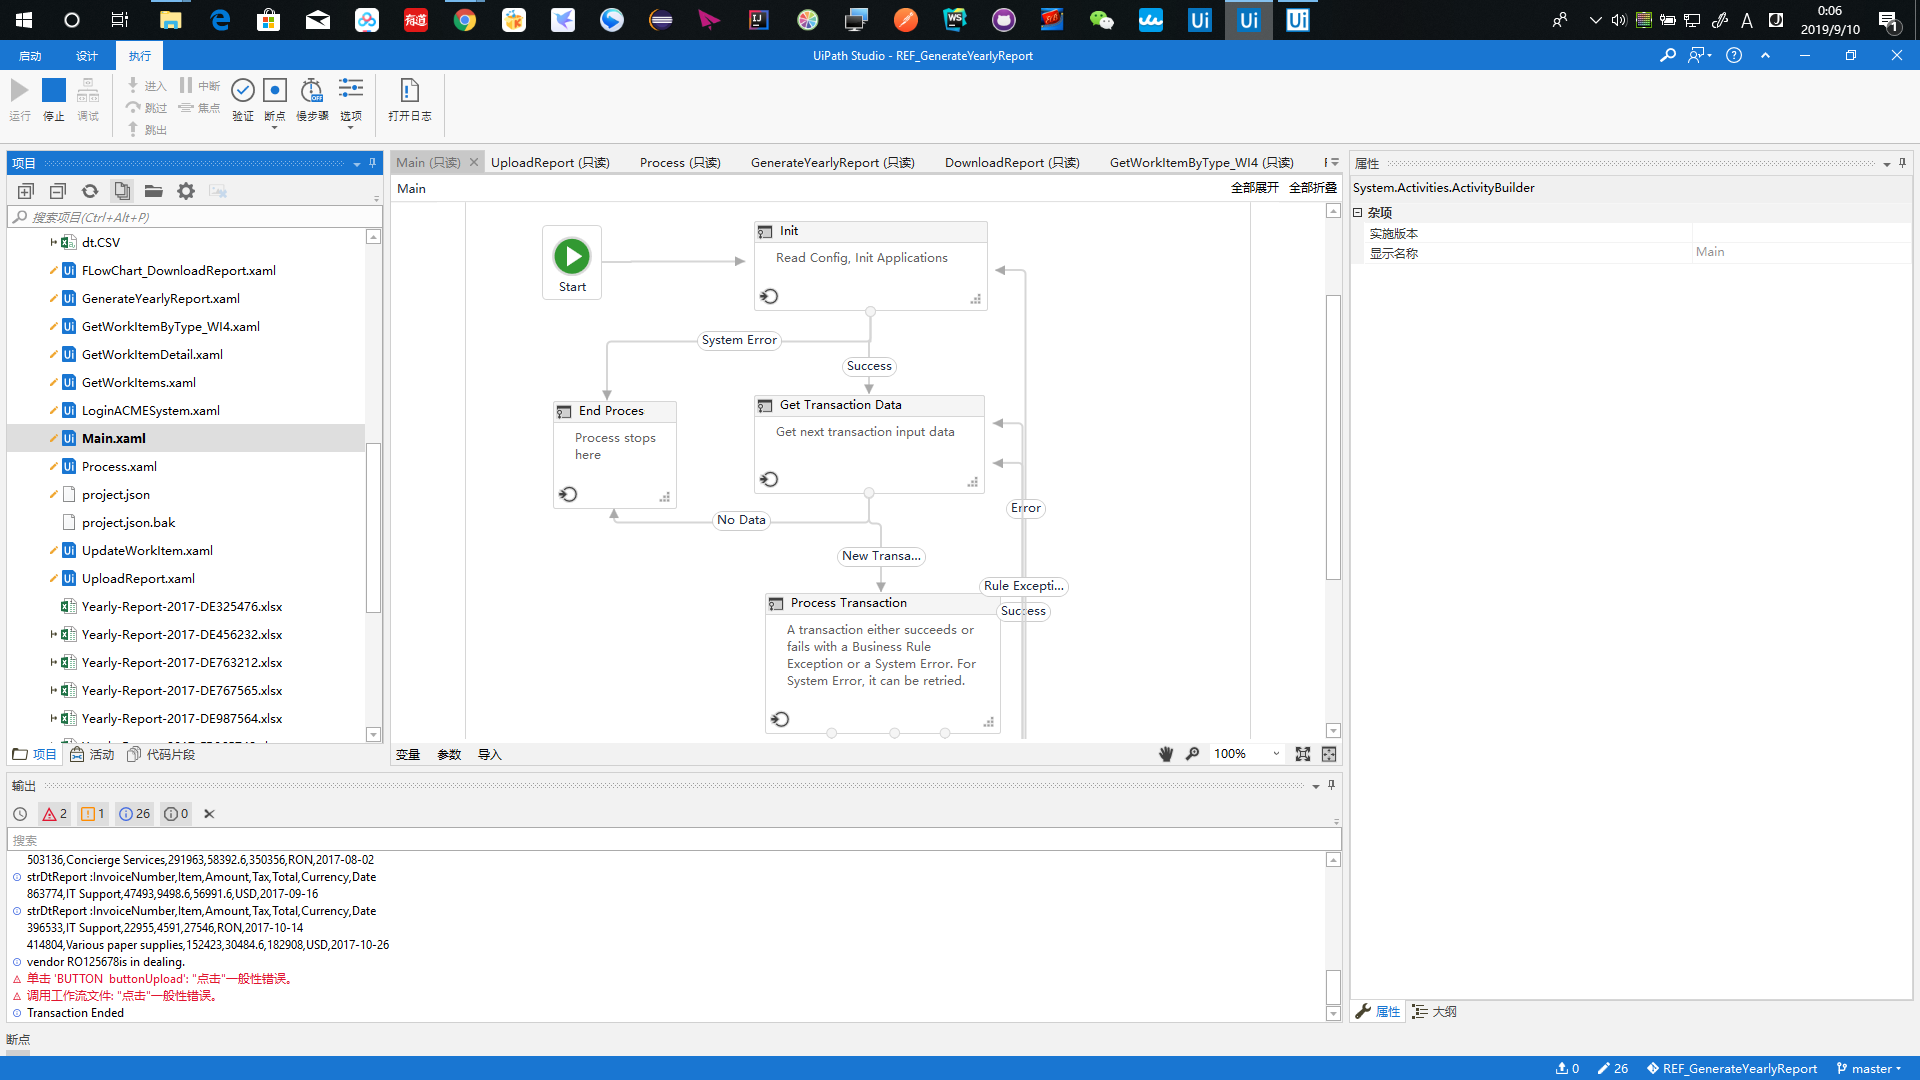 0:06
2019/9/10
1
启动
设计
执行
UiPath Studio - REF_GenerateYearlyReport
运行
停止
调试
进入
跳过
跳出
中断
焦点
验证
断点
慢步骤
选项
打开日志
项目
搜索项目(Ctrl+Alt+P)
dt.CSV
FLowChart_DownloadReport.xaml
GenerateYearlyReport.xaml
GetWorkItemByType_WI4.xaml
GetWorkItemDetail.xaml
GetWorkItems.xaml
LoginACMESystem.xaml
Main.xaml
Process.xaml
project.json
project.json.bak
UpdateWorkItem.xaml
UploadReport.xaml
Yearly-Report-2017-DE325476.xlsx
Yearly-Report-2017-DE456232.xlsx
Yearly-Report-2017-DE763212.xlsx
Yearly-Report-2017-DE767565.xlsx
Yearly-Report-2017-DE987564.xlsx
项目
活动
代码片段
Main (只读)
UploadReport (只读)
Process (只读)
GenerateYearlyReport (只读)
DownloadReport (只读)
GetWorkItemByType_WI4 (只读)
Main
全部展开
全部折叠
Start
Init
Read Config, Init Applications
System Error
Success
End Proces
Process stops
here
Get Transaction Data
Get next transaction input data
No Data
New Transa...
Error
Rule Excepti...
Success
Process Transaction
A transaction either succeeds or
fails with a Business Rule
Exception or a System Error. For
System Error, it can be retried.
变量
参数
导入
100%
属性
System.Activities.ActivityBuilder
杂项
实施版本
显示名称
Main
属性
大纲
输出
2
1
26
0
搜索
503136,Concierge Services,291963,58392.6,350356,RON,2017-08-02
strDtReport :InvoiceNumber,Item,Amount,Tax,Total,Currency,Date
863774,IT Support,47493,9498.6,56991.6,USD,2017-09-16
strDtReport :InvoiceNumber,Item,Amount,Tax,Total,Currency,Date
396533,IT Support,22955,4591,27546,RON,2017-10-14
414804,Various paper supplies,152423,30484.6,182908,USD,2017-10-26
vendor RO125678is in dealing.
单击 'BUTTON  buttonUpload': "点击"一般性错误。
调用工作流文件: "点击"一般性错误。
Transaction Ended
断点
0
26
REF_GenerateYearlyReport
master